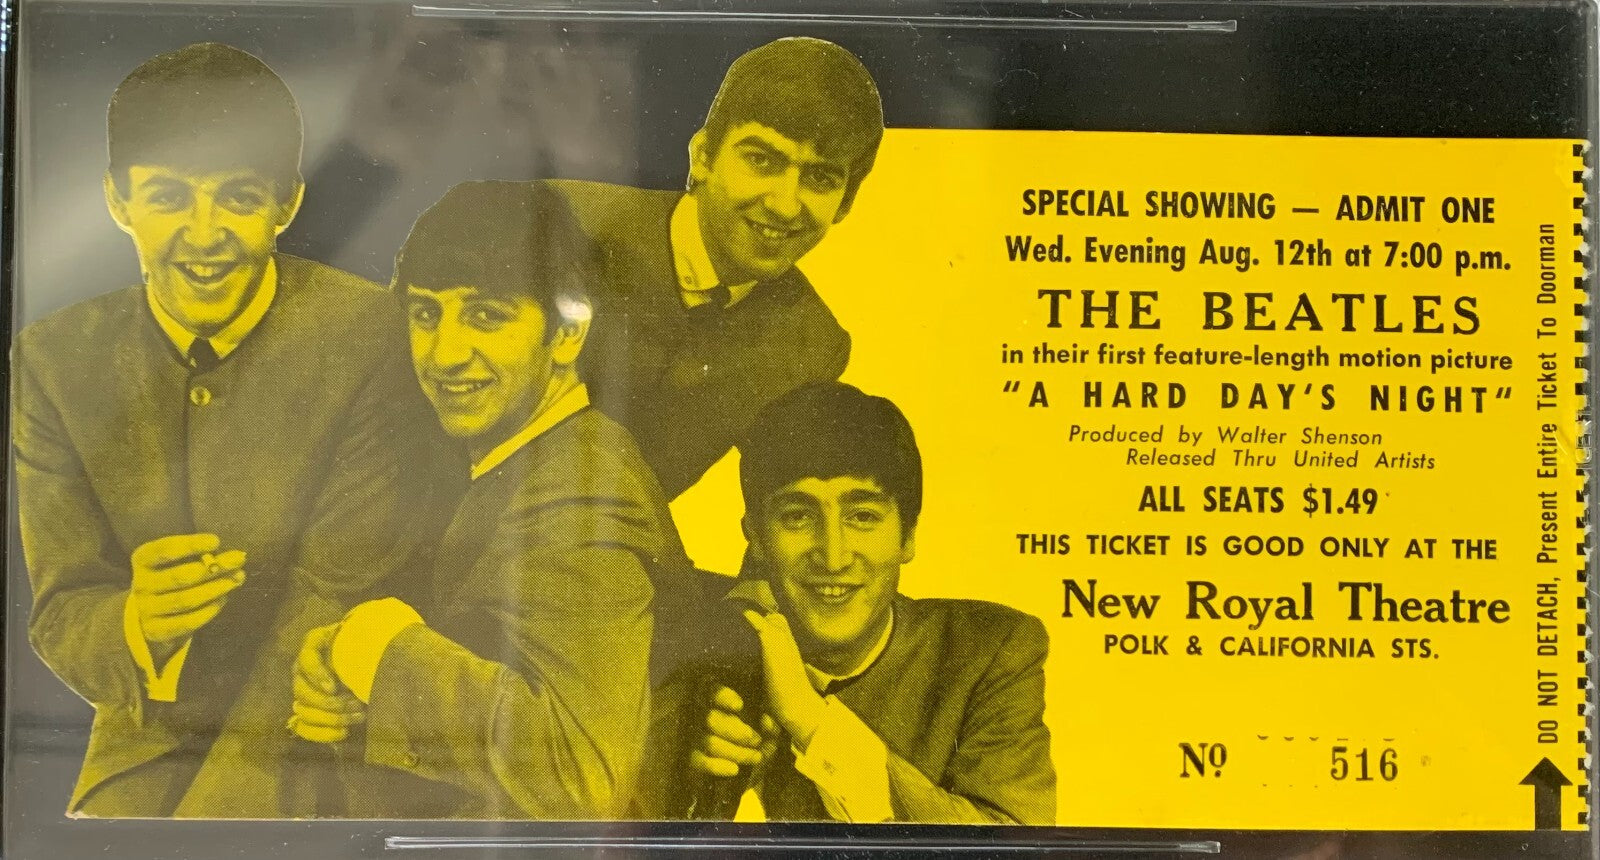 SPECIAL SHOWING — ADMIT ONE
Wed. Evening Aug. 12th at 7:00 p.m.
THE BEATLES
in their first feature-length motion picture
"A HARD DAY'S NIGHT"
Produced by Walter Shenson
Released Thru United Artists
ALL SEATS $1.49
THIS TICKET IS GOOD ONLY AT THE
New Royal Theatre
POLK & CALIFORNIA STS.
Nº 516
DO NOT DETACH, Present Entire Ticket To Doorman